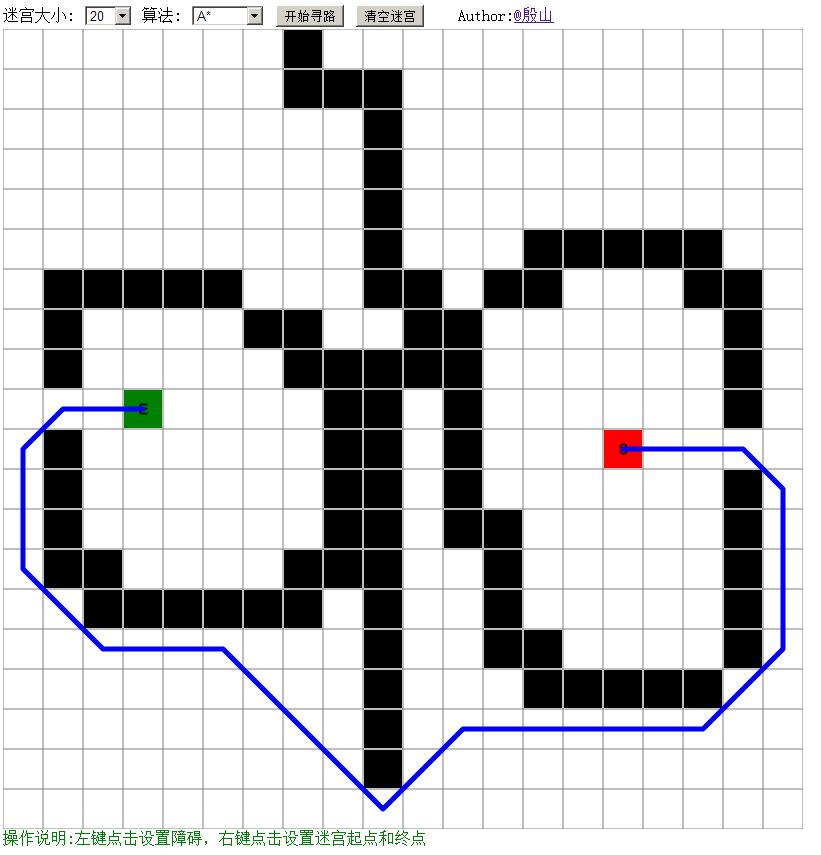 迷宫大小: 20 算法: A* 开始寻路 清空迷宫 Author:@殷山
E
S
操作说明:左键点击设置障碍，右键点击设置迷宫起点和终点